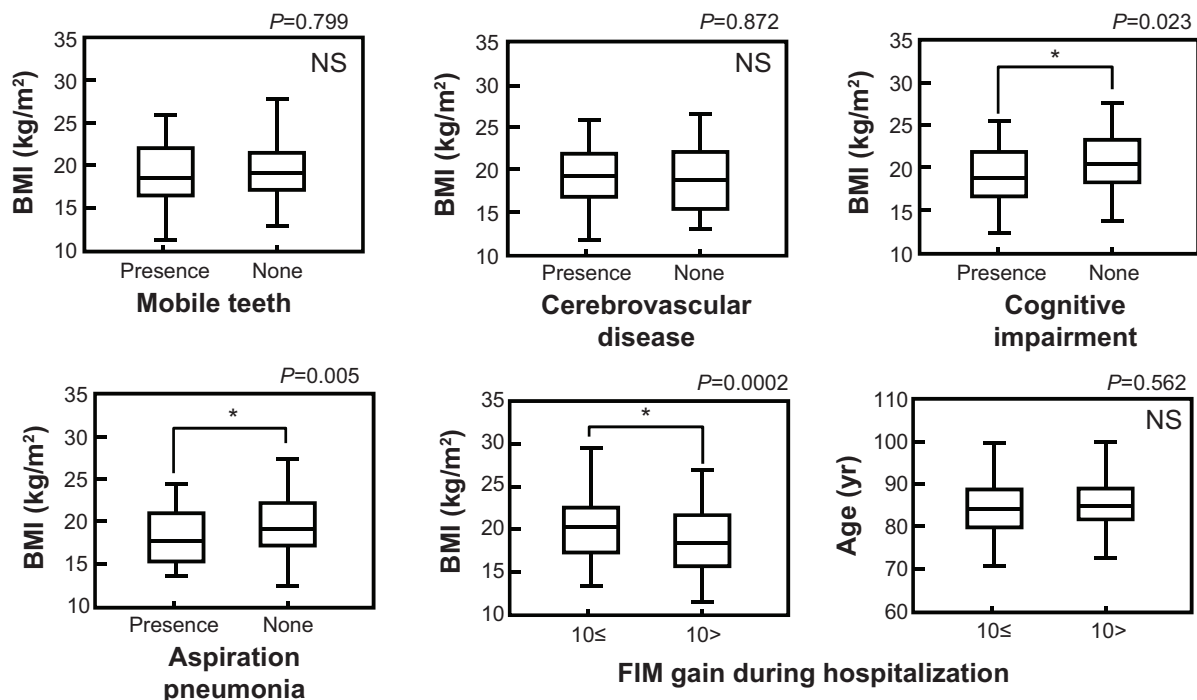 P=0.799
35
30
25
20
15
10
BMI (kg/m²)
NS
Presence None
Mobile teeth
P=0.872
35
30
25
20
15
10
BMI (kg/m²)
NS
Presence None
Cerebrovascular
disease
P=0.023
35
30
25
20
15
10
BMI (kg/m²)
*
Presence None
Cognitive
impairment
P=0.005
35
30
25
20
15
10
BMI (kg/m²)
*
Presence None
Aspiration
pneumonia
P=0.0002
35
30
25
20
15
10
BMI (kg/m²)
*
10≤ 10>
P=0.562
110
100
90
80
70
60
Age (yr)
NS
10≤ 10>
FIM gain during hospitalization